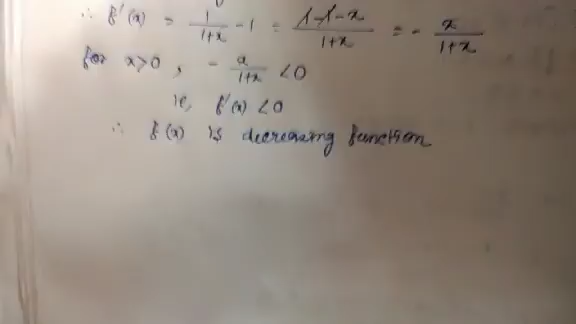 ∴ f'(x) = 1/(1+x) - 1 = (1-1-x)/(1+x) = - x/(1+x)
for x>0, - x/(1+x) <0
ie, f'(x) <0
∴ f(x) is decreasing function